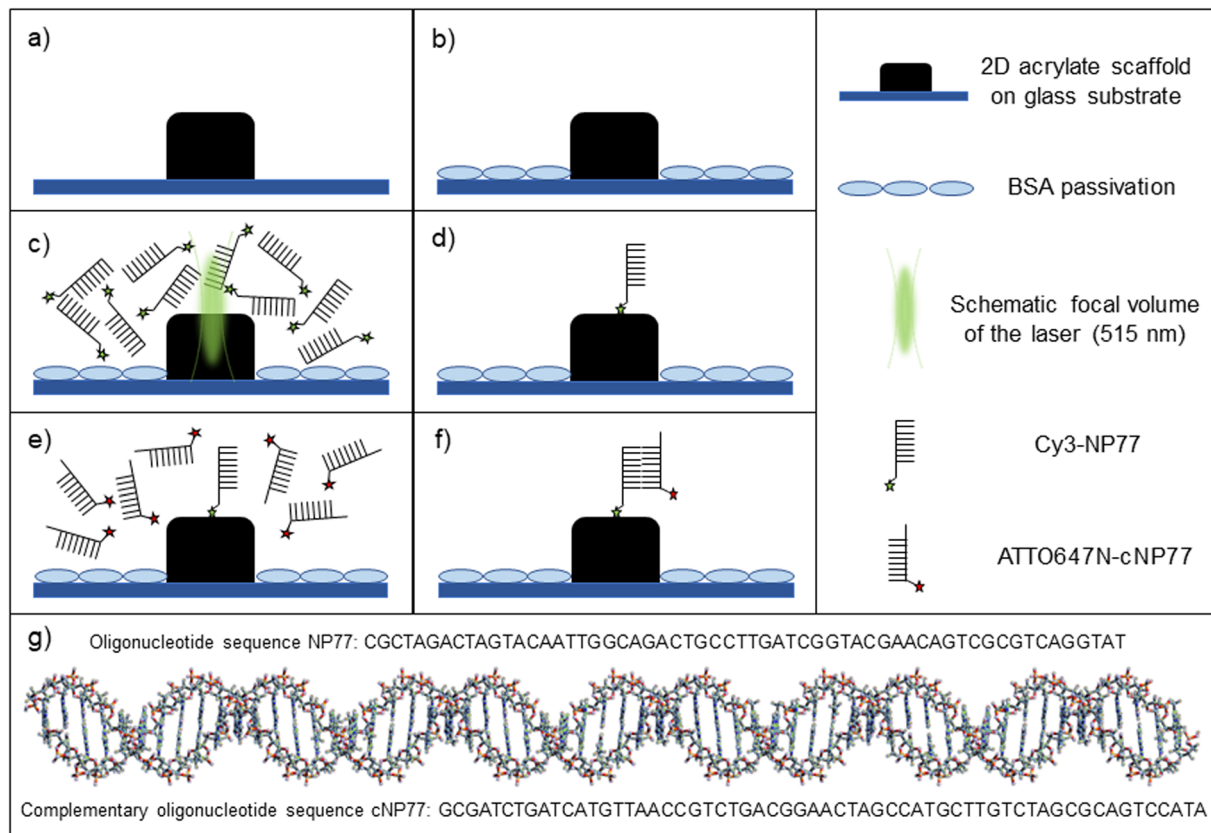 a)
b)
2D acrylate scaffold
on glass substrate
BSA passivation
c)
d)
Schematic focal volume
of the laser (515 nm)
e)
f)
Cy3-NP77
ATTO647N-cNP77
g)
Oligonucleotide sequence NP77: CGCTAGACTAGTACAATTGGCAGACTGCCTTGATCGGTACGAACAGTCGCGTCAGGTAT
Complementary oligonucleotide sequence cNP77: GCGATCTGATCATGTTAACCGTCTGACGGAACTAGCCATGCTTGTCTAGCGCAGTCCATA